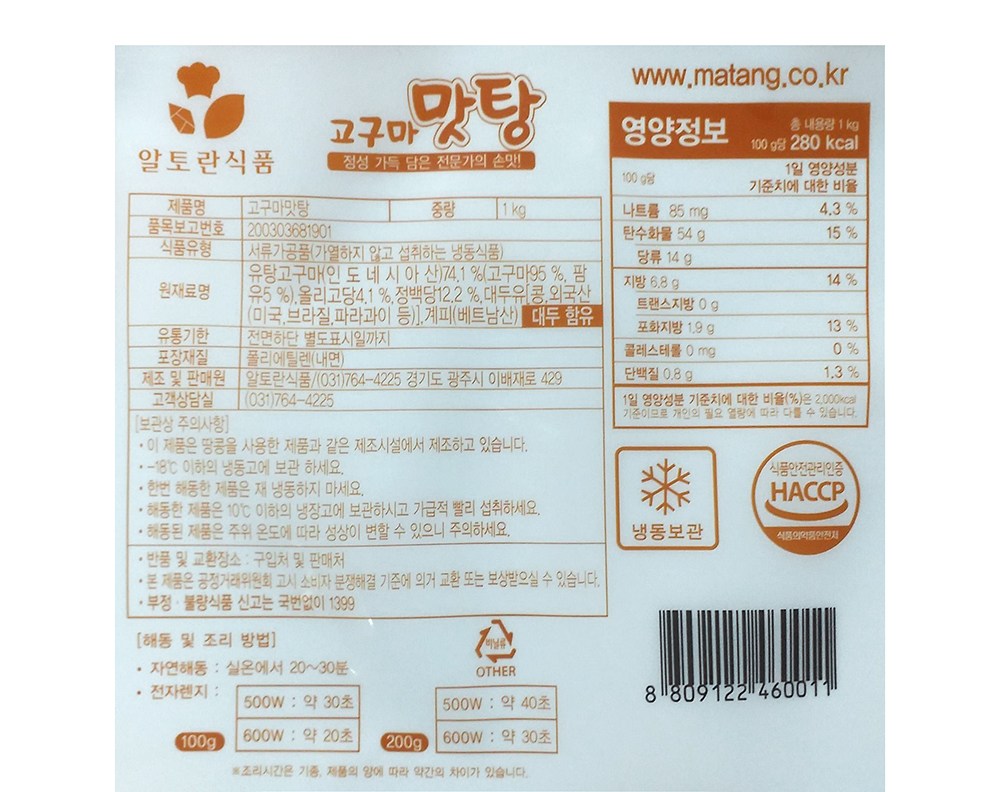 알토란식품
고구마 맛탕
정성 가득 담은 전문가의 손맛!
제품명 고구마맛탕 중량 1 kg
품목보고번호 200303681901
식품유형 서류가공품(가열하지 않고 섭취하는 냉동식품)
원재료명 유탕고구마(인 도 네 시 아 산)74.1 %(고구마95 %, 팜
유5 %),올리고당4.1 %,정백당12.2 %,대두유[콩,외국산
(미국,브라질,파라과이 등)],계피(베트남산) 대두 함유
유통기한 전면하단 별도표시일까지
포장재질 폴리에틸렌(내면)
제조 및 판매원 알토란식품/(031)764-4225 경기도 광주시 이배재로 429
고객상담실 (031)764-4225
[보관상 주의사항]
• 이 제품은 땅콩을 사용한 제품과 같은 제조시설에서 제조하고 있습니다.
• -18℃ 이하의 냉동고에 보관 하세요.
• 한번 해동한 제품은 재 냉동하지 마세요.
• 해동한 제품은 10℃ 이하의 냉장고에 보관하시고 가급적 빨리 섭취하세요.
• 해동된 제품은 주위 온도에 따라 성상이 변할 수 있으니 주의하세요.
• 반품 및 교환장소 : 구입처 및 판매처
• 본 제품은 공정거래위원회 고시 소비자 분쟁해결 기준에 의거 교환 또는 보상받으실 수 있습니다.
• 부정·불량식품 신고는 국번없이 1399
[해동 및 조리 방법]
• 자연해동 : 실온에서 20~30분
• 전자렌지 :
100g
500W : 약 30초
600W : 약 20초
200g
500W : 약 40초
600W : 약 30초
※조리시간은 기종, 제품의 양에 따라 약간의 차이가 있습니다.
비닐류
OTHER
www.matang.co.kr
영양정보 총 내용량 1 kg
100 g당 280 kcal
100 g당 1일 영양성분
기준치에 대한 비율
나트륨 85 mg 4.3 %
탄수화물 54 g 15 %
당류 14 g
지방 6.8 g 14 %
트랜스지방 0 g
포화지방 1.9 g 13 %
콜레스테롤 0 mg 0 %
단백질 0.8 g 1.3 %
1일 영양성분 기준치에 대한 비율(%)은 2,000kcal
기준이므로 개인의 필요 열량에 따라 다를 수 있습니다.
냉동보관
식품안전관리인증
HACCP
식품의약품안전처
8 809122 460011